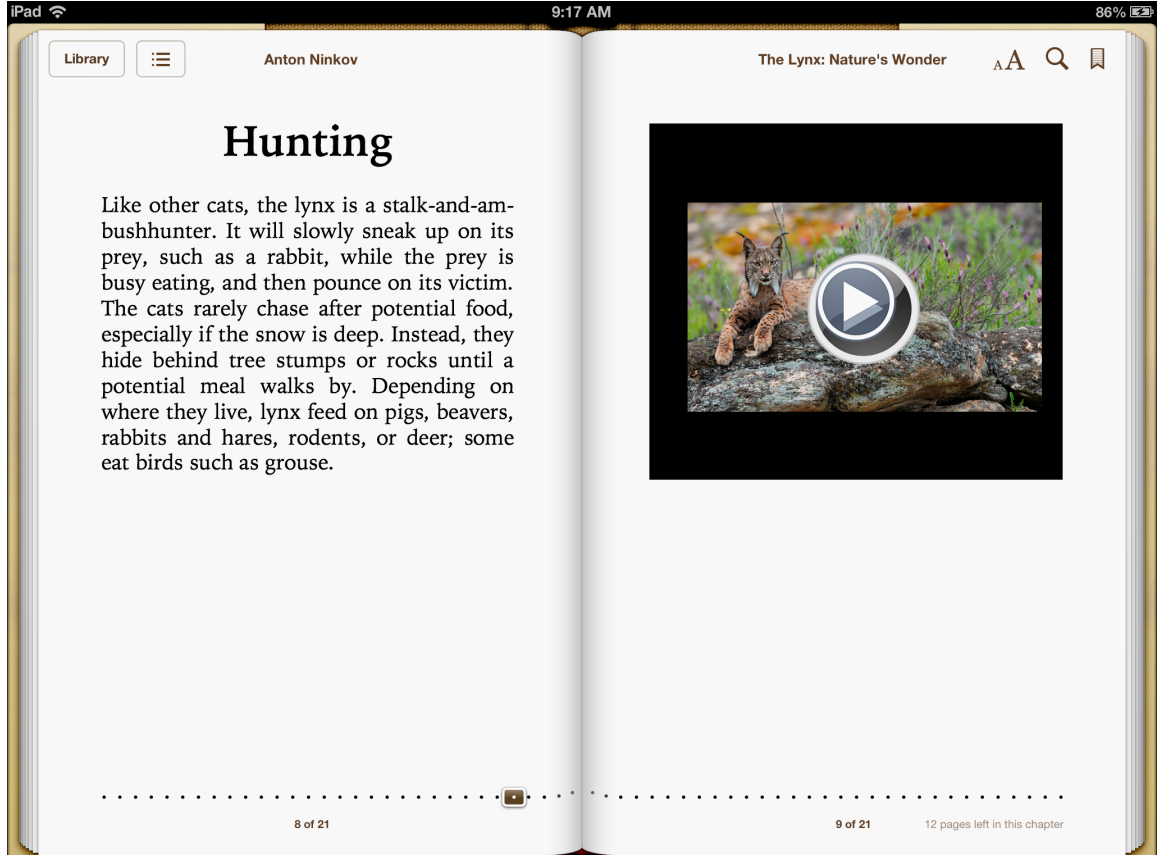 iPad
9:17 AM
86%
Library
Anton Ninkov
The Lynx: Nature's Wonder
AA
Hunting
Like other cats, the lynx is a stalk-and-am-
bushhunter. It will slowly sneak up on its
prey, such as a rabbit, while the prey is
busy eating, and then pounce on its victim.
The cats rarely chase after potential food,
especially if the snow is deep. Instead, they
hide behind tree stumps or rocks until a
potential meal walks by. Depending on
where they live, lynx feed on pigs, beavers,
rabbits and hares, rodents, or deer; some
eat birds such as grouse.
8 of 21
9 of 21
12 pages left in this chapter